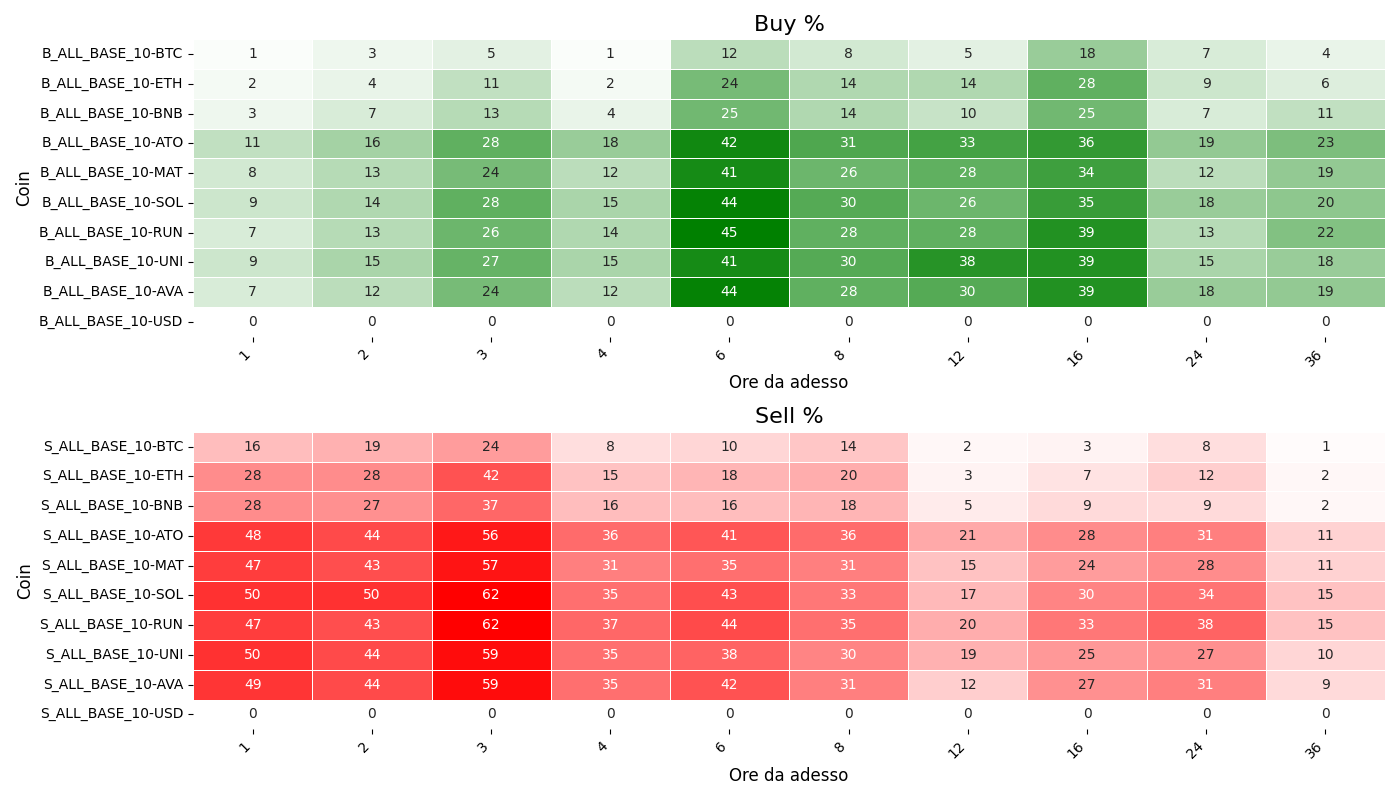 Buy %
Coin
B_ALL_BASE_10-BTC 1 3 5 1 12 8 5 18 7 4
B_ALL_BASE_10-ETH 2 4 11 2 24 14 14 28 9 6
B_ALL_BASE_10-BNB 3 7 13 4 25 14 10 25 7 11
B_ALL_BASE_10-ATO 11 16 28 18 42 31 33 36 19 23
B_ALL_BASE_10-MAT 8 13 24 12 41 26 28 34 12 19
B_ALL_BASE_10-SOL 9 14 28 15 44 30 26 35 18 20
B_ALL_BASE_10-RUN 7 13 26 14 45 28 28 39 13 22
B_ALL_BASE_10-UNI 9 15 27 15 41 30 38 39 15 18
B_ALL_BASE_10-AVA 7 12 24 12 44 28 30 39 18 19
B_ALL_BASE_10-USD 0 0 0 0 0 0 0 0 0 0
1 2 3 4 6 8 12 16 24 36
Ore da adesso
Sell %
Coin
S_ALL_BASE_10-BTC 16 19 24 8 10 14 2 3 8 1
S_ALL_BASE_10-ETH 28 28 42 15 18 20 3 7 12 2
S_ALL_BASE_10-BNB 28 27 37 16 16 18 5 9 9 2
S_ALL_BASE_10-ATO 48 44 56 36 41 36 21 28 31 11
S_ALL_BASE_10-MAT 47 43 57 31 35 31 15 24 28 11
S_ALL_BASE_10-SOL 50 50 62 35 43 33 17 30 34 15
S_ALL_BASE_10-RUN 47 43 62 37 44 35 20 33 38 15
S_ALL_BASE_10-UNI 50 44 59 35 38 30 19 25 27 10
S_ALL_BASE_10-AVA 49 44 59 35 42 31 12 27 31 9
S_ALL_BASE_10-USD 0 0 0 0 0 0 0 0 0 0
1 2 3 4 6 8 12 16 24 36
Ore da adesso